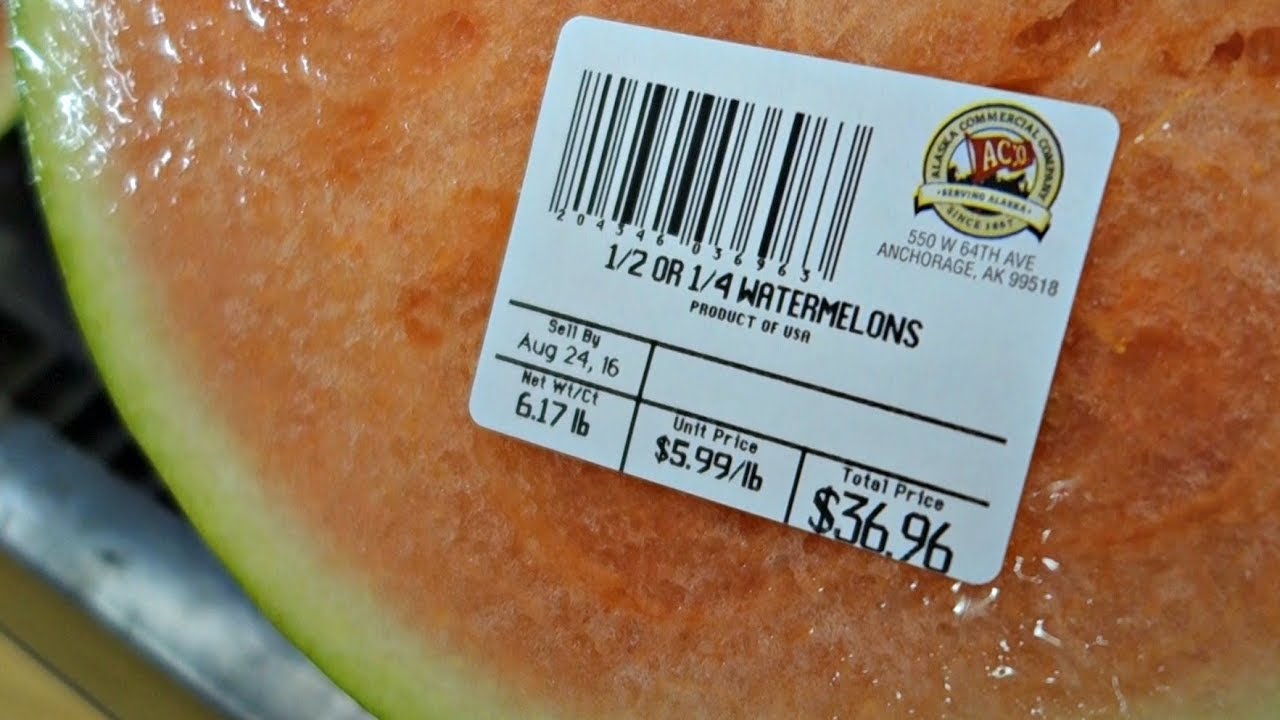 ALASKA COMMERCIAL COMPANY
AC Co
• SERVING ALASKA •
SINCE 1867
550 W 64TH AVE
ANCHORAGE, AK 99518
204546036963
1/2 OR 1/4 WATERMELONS
PRODUCT OF USA
Sell By
Aug 24, 16
Net Wt/Ct
6.17 lb
Unit Price
$5.99/lb
Total Price
$36.96